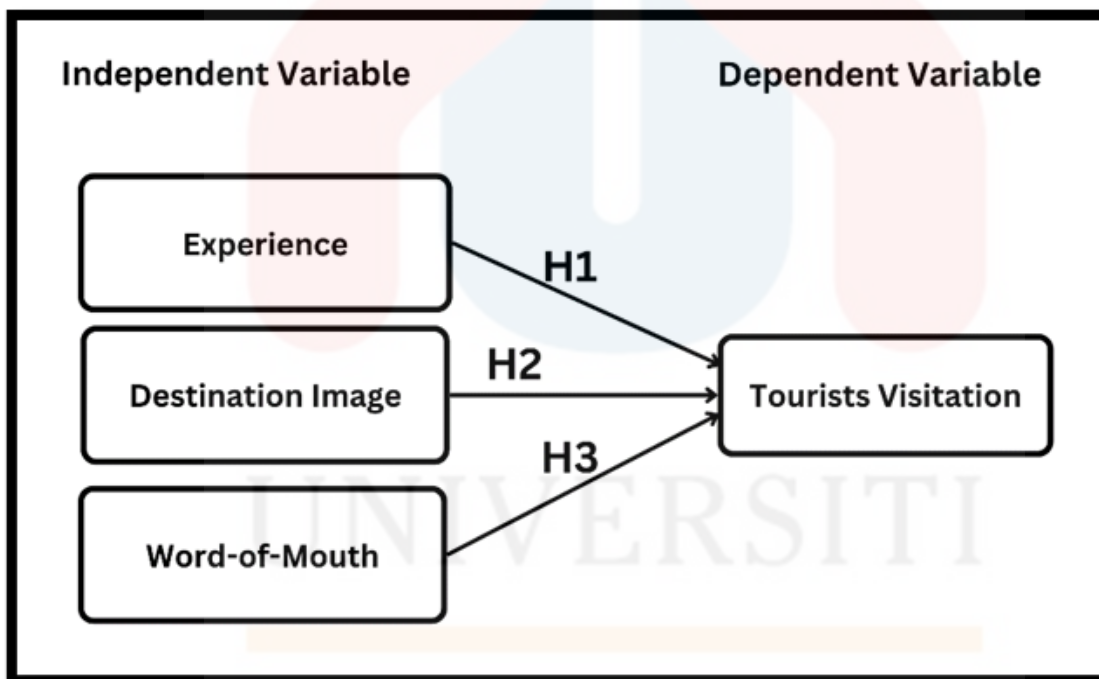 Independent Variable
Dependent Variable
Experience
H1
Destination Image
H2
Tourists Visitation
H3
Word-of-Mouth
UNIVERSITI